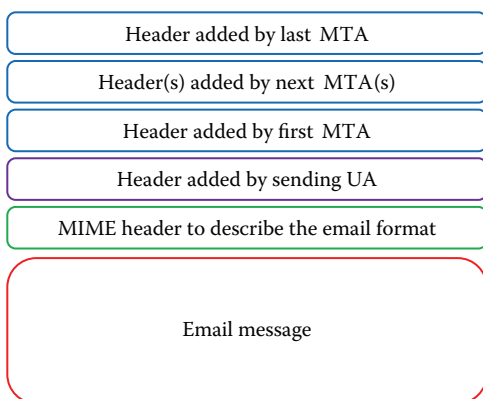 Header added by last MTA
Header(s) added by next MTA(s)
Header added by first MTA
Header added by sending UA
MIME header to describe the email format
Email message